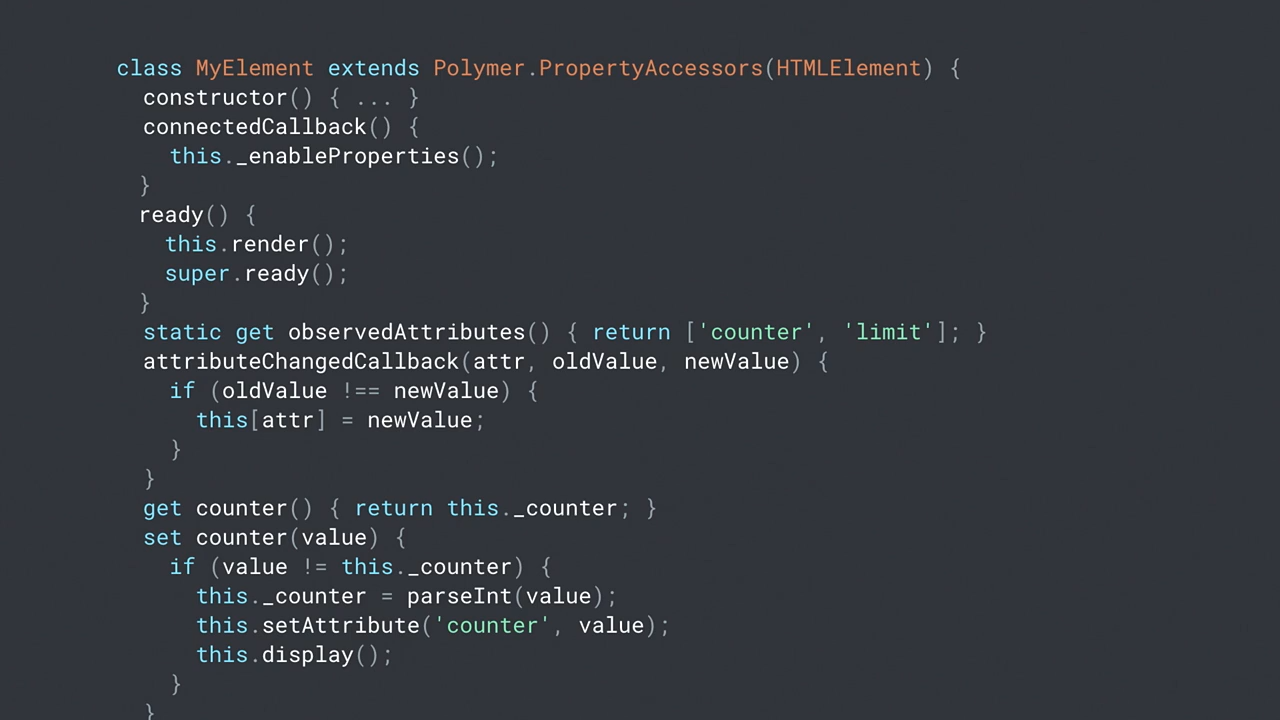 class MyElement extends Polymer.PropertyAccessors(HTMLElement) {
  constructor() { ... }
  connectedCallback() {
    this._enableProperties();
  }
  ready() {
    this.render();
    super.ready();
  }
  static get observedAttributes() { return ['counter', 'limit']; }
  attributeChangedCallback(attr, oldValue, newValue) {
    if (oldValue !== newValue) {
      this[attr] = newValue;
    }
  }
  get counter() { return this._counter; }
  set counter(value) {
    if (value != this._counter) {
      this._counter = parseInt(value);
      this.setAttribute('counter', value);
      this.display();
    }
  }